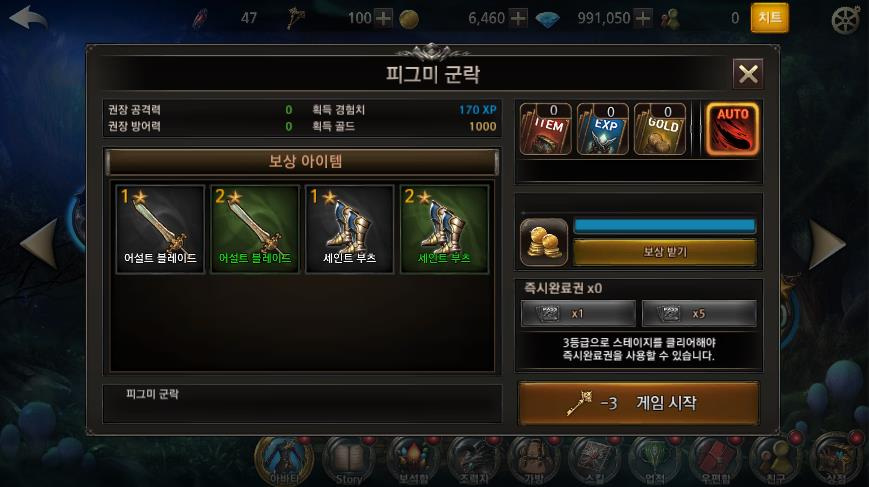 47 100 6,460 991,050 0 치트
피그미 군락
권장 공격력 0 획득 경험치 170 XP
권장 방어력 0 획득 골드 1000
0 0 0
ITEM EXP GOLD AUTO
보상 아이템
1 2 1 2
어설트 블레이드 어설트 블레이드 세인트 부츠 세인트 부츠
보상 받기
즉시완료권 x0
PASS x1 PASS x5
3등급으로 스테이지를 클리어해야
즉시완료권을 사용할 수 있습니다.
피그미 군락
-3 게임 시작
아바타 Story 보석함 조력자 가방 스킬 업적 우편함 친구 상점